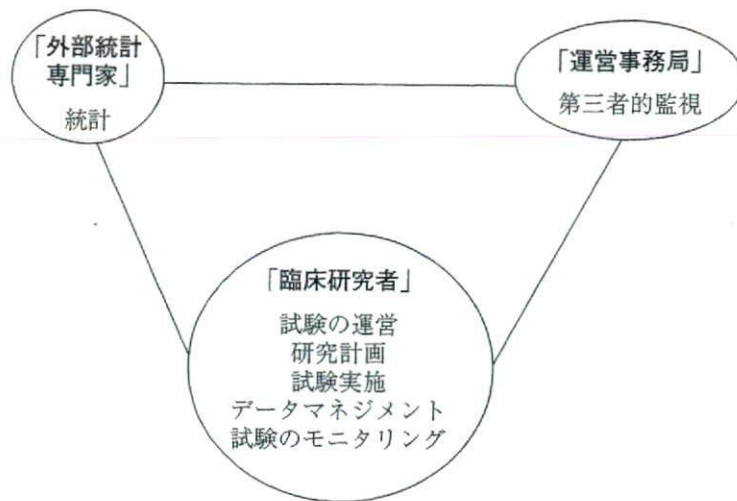 「外部統計
専門家」
統計
「運営事務局」
第三者的監視
「臨床研究者」
試験の運営
研究計画
試験実施
データマネジメント
試験のモニタリング